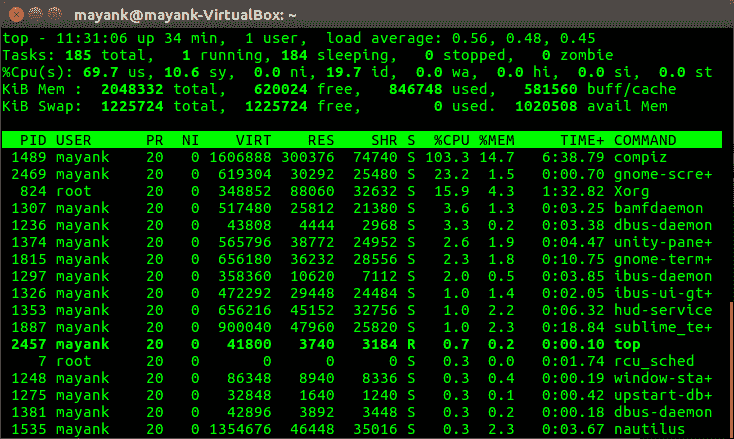 mayank@mayank-VirtualBox: ~
top - 11:31:06 up 34 min,  1 user,  load average: 0.56, 0.48, 0.45
Tasks: 185 total,   1 running, 184 sleeping,   0 stopped,   0 zombie
%Cpu(s): 69.7 us, 10.6 sy,  0.0 ni, 19.7 id,  0.0 wa,  0.0 hi,  0.0 si,  0.0 st
KiB Mem :  2048332 total,   620024 free,   846748 used,   581560 buff/cache
KiB Swap:  1225724 total,  1225724 free,        0 used.  1020508 avail Mem
PID USER      PR  NI    VIRT    RES    SHR S  %CPU %MEM     TIME+ COMMAND
1489 mayank    20   0 1606888 300376  74740 S 103.3 14.7   6:38.79 compiz
2469 mayank    20   0  619304  30292  25480 S  23.2  1.5   0:00.70 gnome-scre+
824 root      20   0  348852  88060  32632 S  15.9  4.3   1:32.82 Xorg
1307 mayank    20   0  517480  25812  21380 S   3.6  1.3   0:03.25 bamfdaemon
1236 mayank    20   0   43808   4444   2968 S   3.3  0.2   0:03.38 dbus-daemon
1374 mayank    20   0  565796  38772  24952 S   2.6  1.9   0:04.47 unity-pane+
1815 mayank    20   0  656180  36232  28556 S   2.3  1.8   0:10.75 gnome-term+
1297 mayank    20   0  358360  10620   7112 S   2.0  0.5   0:03.85 ibus-daemon
1326 mayank    20   0  472292  29448  24484 S   1.0  1.4   0:02.05 ibus-ui-gt+
1353 mayank    20   0  656216  45152  32756 S   1.0  2.2   0:06.32 hud-service
1887 mayank    20   0  900040  47960  25820 S   1.0  2.3   0:18.84 sublime_te+
2457 mayank    20   0   41800   3740   3184 R   0.7  0.2   0:00.10 top
7 root      20   0       0      0      0 S   0.3  0.0   0:01.74 rcu_sched
1248 mayank    20   0   86348   8940   8336 S   0.3  0.4   0:00.19 window-sta+
1275 mayank    20   0   32848   1640   1240 S   0.3  0.1   0:00.42 upstart-db+
1381 mayank    20   0   42896   3892   3448 S   0.3  0.2   0:00.18 dbus-daemon
1535 mayank    20   0 1354676  46448  35016 S   0.3  2.3   0:03.67 nautilus